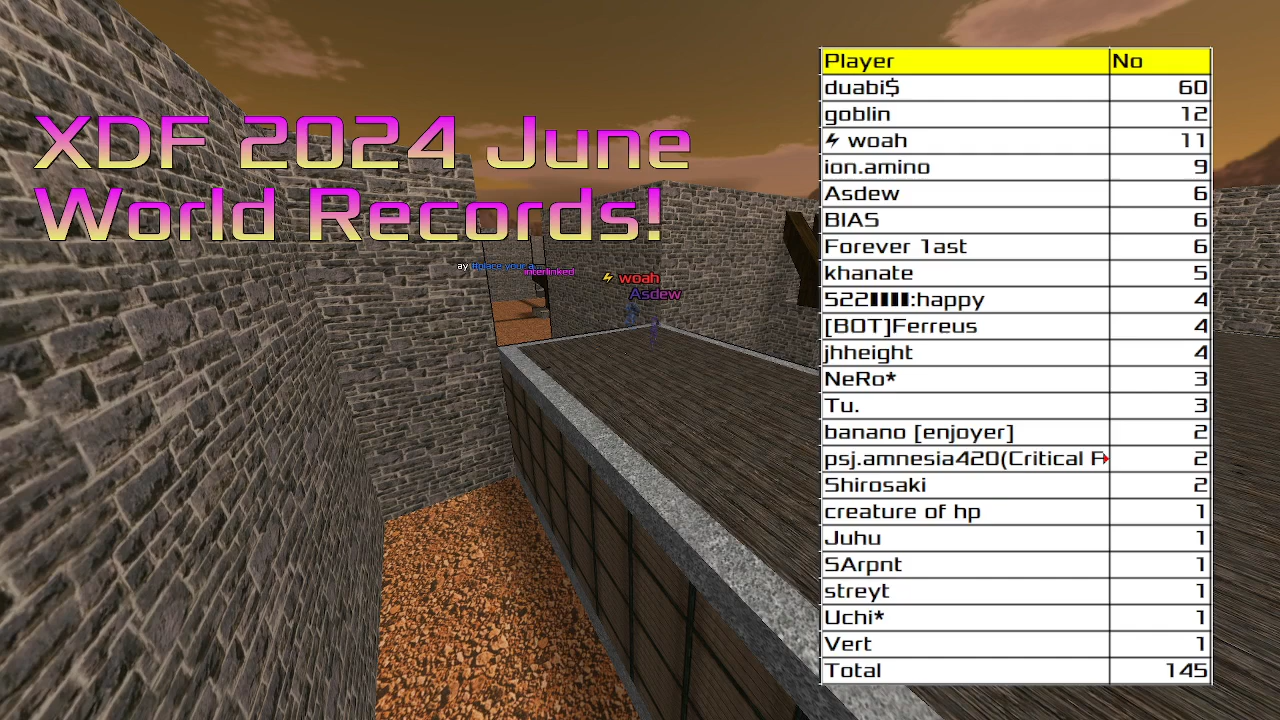 XDF 2024 June
World Records!
ay
interlinked
⚡ woah
Asdew
Player No
duabi$ 60
goblin 12
⚡ woah 11
ion.amino 9
Asdew 6
BIAS 6
Forever 1ast 6
khanate 5
522▮▮▮▮:happy 4
[BOT]Ferreus 4
jhheight 4
NeRo* 3
Tu. 3
banano [enjoyer] 2
psj.amnesia420(Critical F 2
Shirosaki 2
creature of hp 1
Juhu 1
SArpnt 1
streyt 1
Uchi* 1
Vert 1
Total 145